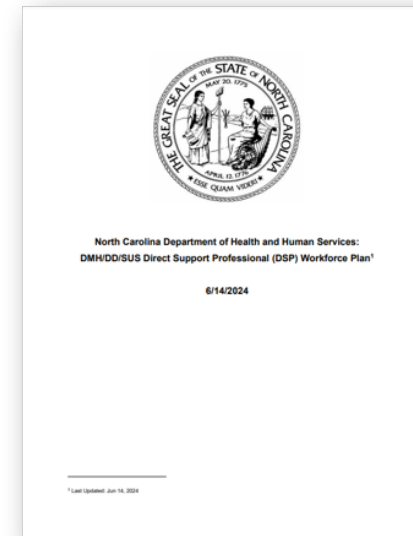 THE GREAT SEAL OF THE STATE OF NORTH CAROLINA
MAY 20, 1775
APRIL 12, 1776
ESSE QUAM VIDERI
North Carolina Department of Health and Human Services:
DMH/DD/SUS Direct Support Professional (DSP) Workforce Plan¹
6/14/2024
¹ Last Updated: Jun 14, 2024